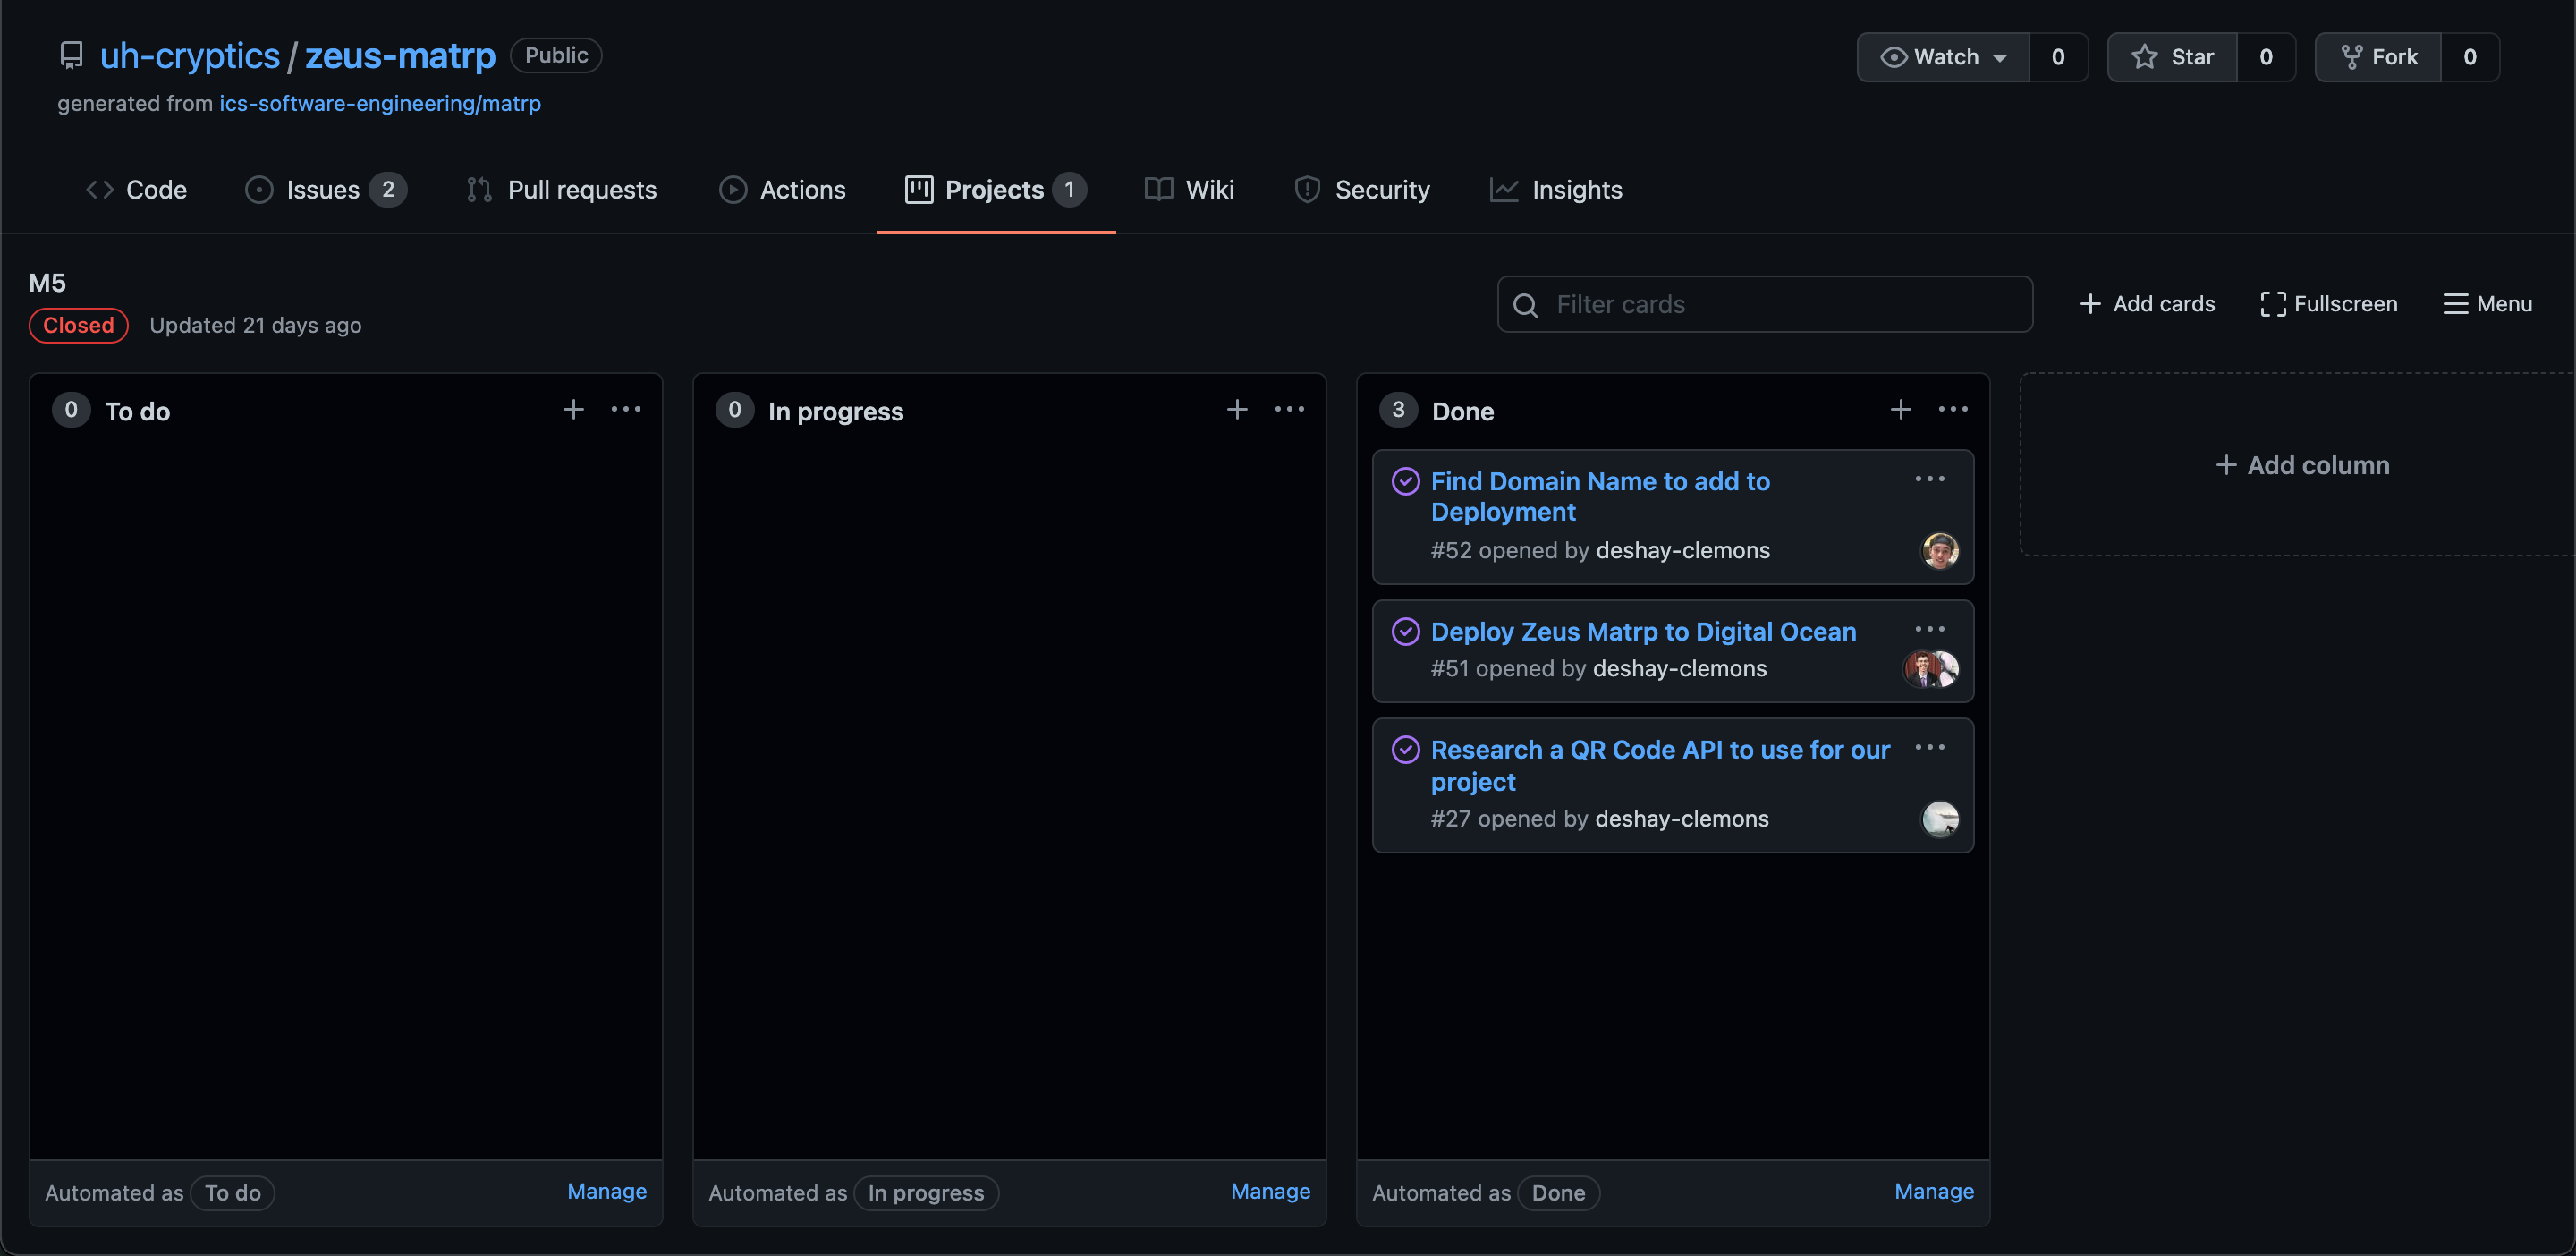 uh-cryptics / zeus-matrp Public
Watch 0 Star 0 Fork 0
generated from ics-software-engineering/matrp
Code Issues 2 Pull requests Actions Projects 1 Wiki Security Insights
M5
Closed Updated 21 days ago
Filter cards
+ Add cards Fullscreen Menu
0 To do
Automated as To do Manage
0 In progress
Automated as In progress Manage
3 Done
Find Domain Name to add to
Deployment
#52 opened by deshay-clemons
Deploy Zeus Matrp to Digital Ocean
#51 opened by deshay-clemons
Research a QR Code API to use for our
project
#27 opened by deshay-clemons
Automated as Done Manage
+ Add column